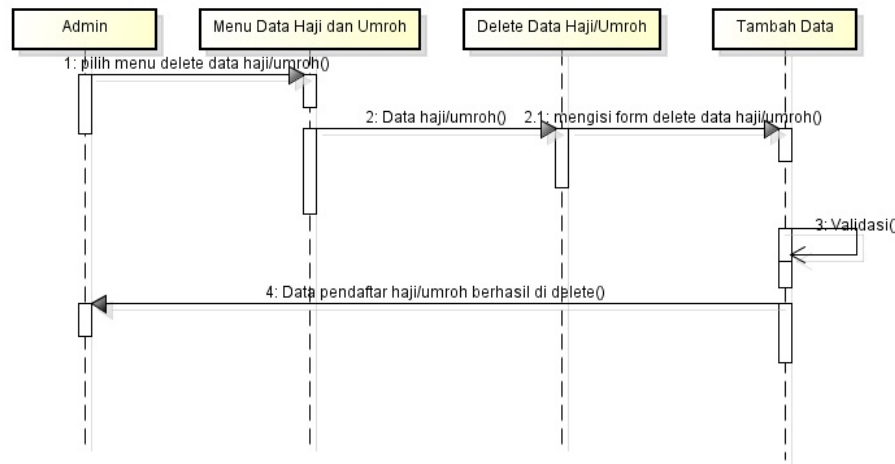 Admin
Menu Data Haji dan Umroh
Delete Data Haji/Umroh
Tambah Data
1: pilih menu delete data haji/umroh()
2: Data haji/umroh()
2.1: mengisi form delete data haji/umroh()
3: Validasi()
4: Data pendaftar haji/umroh berhasil di delete()